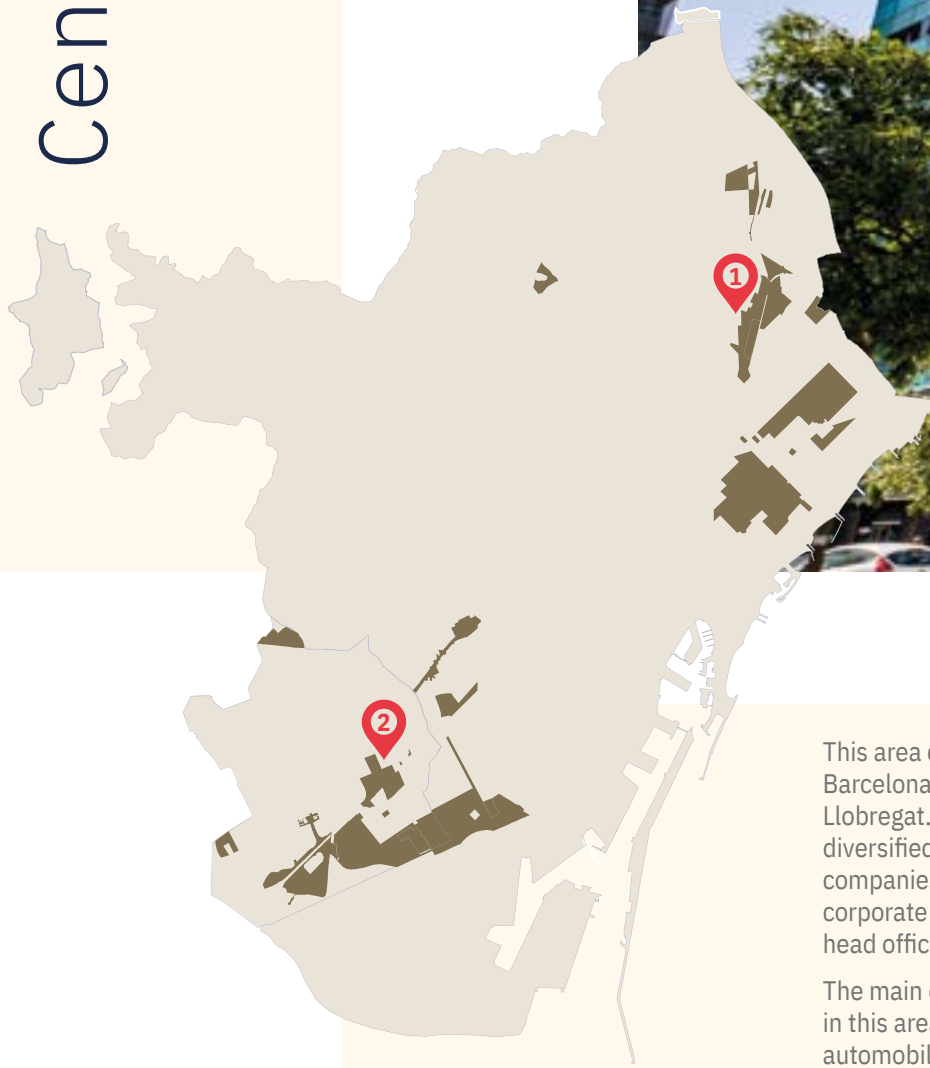 Cen
1
2
This area
Barcelona
Llobregat.
diversified
companie
corporate
head offic
The main
in this are
automobil